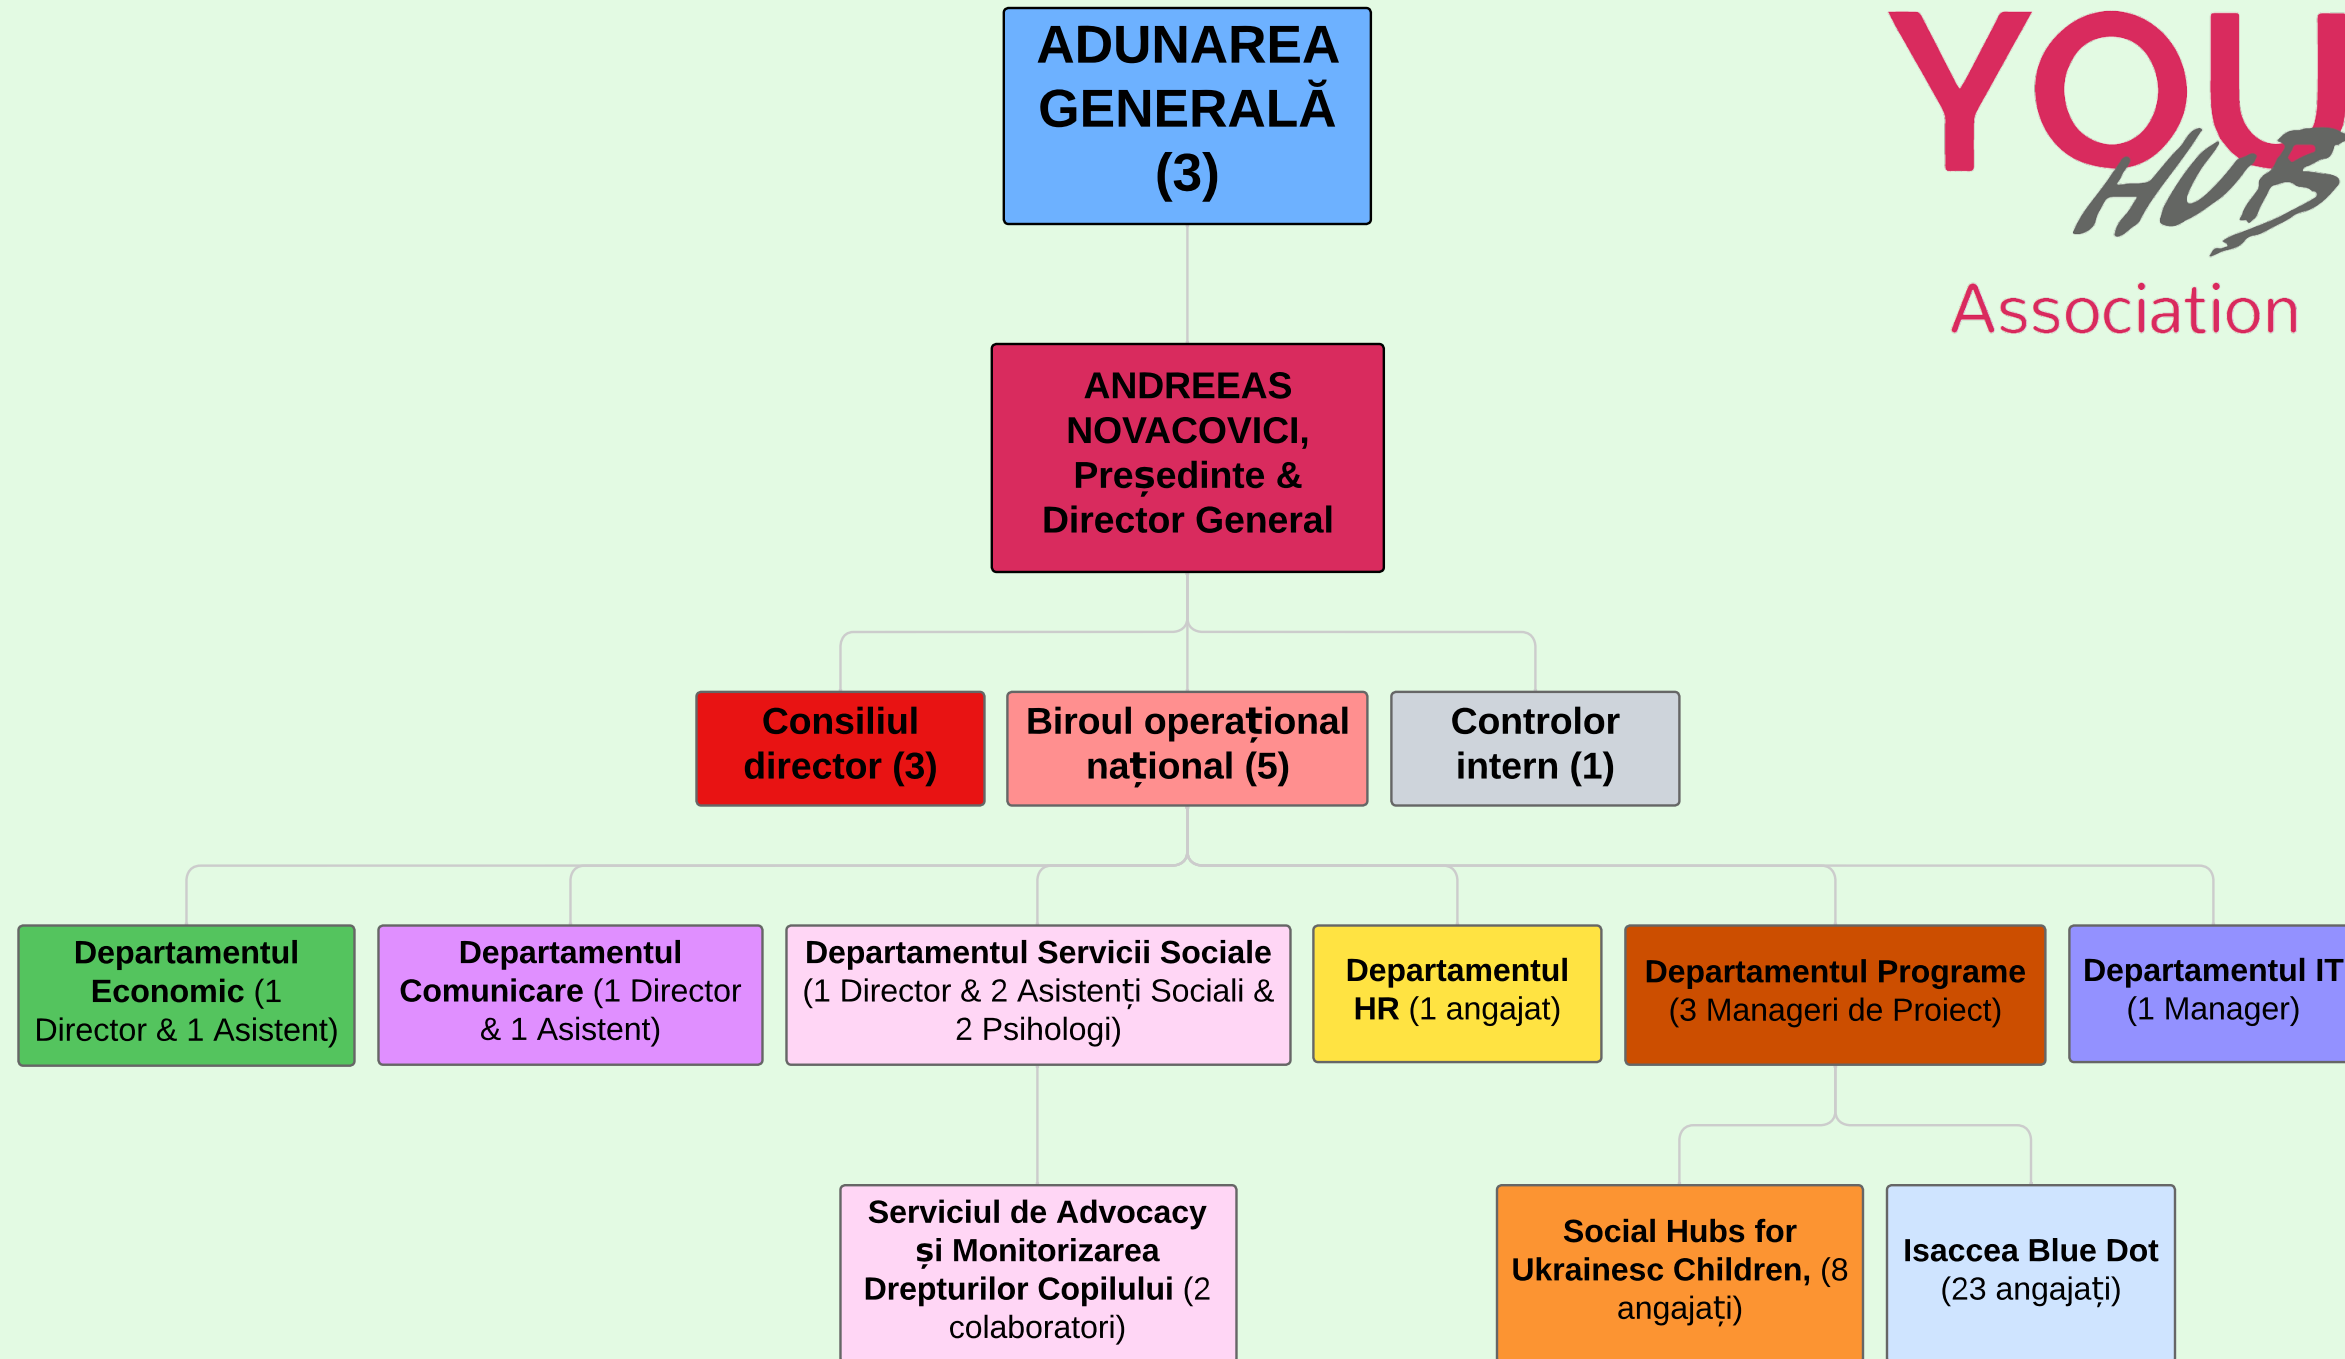 ADUNAREA
GENERALĂ
(3)
YOU
HUB
Association
ANDREEAS
NOVACOVICI,
Președinte &
Director General
Consiliul
director (3)
Biroul operațional
național (5)
Controlor
intern (1)
Departamentul
Economic (1
Director & 1 Asistent)
Departamentul
Comunicare (1 Director
& 1 Asistent)
Departamentul Servicii Sociale
(1 Director & 2 Asistenți Sociali &
2 Psihologi)
Departamentul
HR (1 angajat)
Departamentul Programe
(3 Manageri de Proiect)
Departamentul IT
(1 Manager)
Serviciul de Advocacy
și Monitorizarea
Drepturilor Copilului (2
colaboratori)
Social Hubs for
Ukrainesc Children, (8
angajați)
Isaccea Blue Dot
(23 angajați)